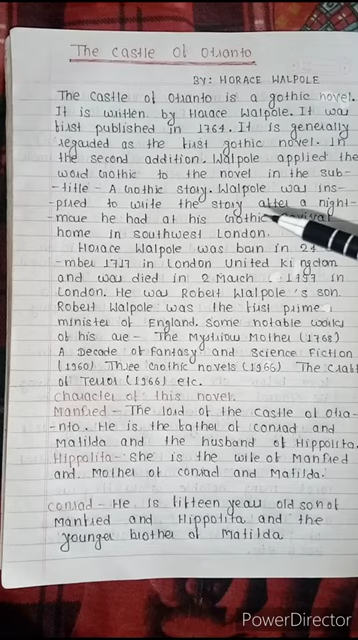 The Castle Of Otranto
BY: HORACE WALPOLE
The Castle of Otranto is a gothic novel.
It is written by Horace Walpole. It was
first published in 1764. It is generally
regarded as the first gothic novel. In
the second addition. Walpole applied the
word Gothic to the novel in the sub-
-title - A Gothic story. Walpole was ins-
-pired to write the story after a night-
-mare he had at his Gothic
home in southwest London.
Horace Walpole was born in 24
-mber 1717 in London United Kingdon
and was died in 2 March 1797 in
London. He was Robert Walpole's son.
Robert Walpole was the first prime
minister of England. Some notable works
of his are - The Mystrious Mother (1768)
A Decade of Fantasy and Science Fiction
(1960) Three Gothic novels (1966) The Craft
of Terror (1966) etc.
Character of this novel.
Manfred - The lord of the castle of Otra-
-nto. He is the father of conrad and
Matilda and the husband of Hippolita.
Hippolita - She is the wife of Manfred
and Mother of conrad and Matilda.
conrad - He is fifteen year old son of
Manfred and Hippolita and the
younger brother of Matilda
PowerDirector